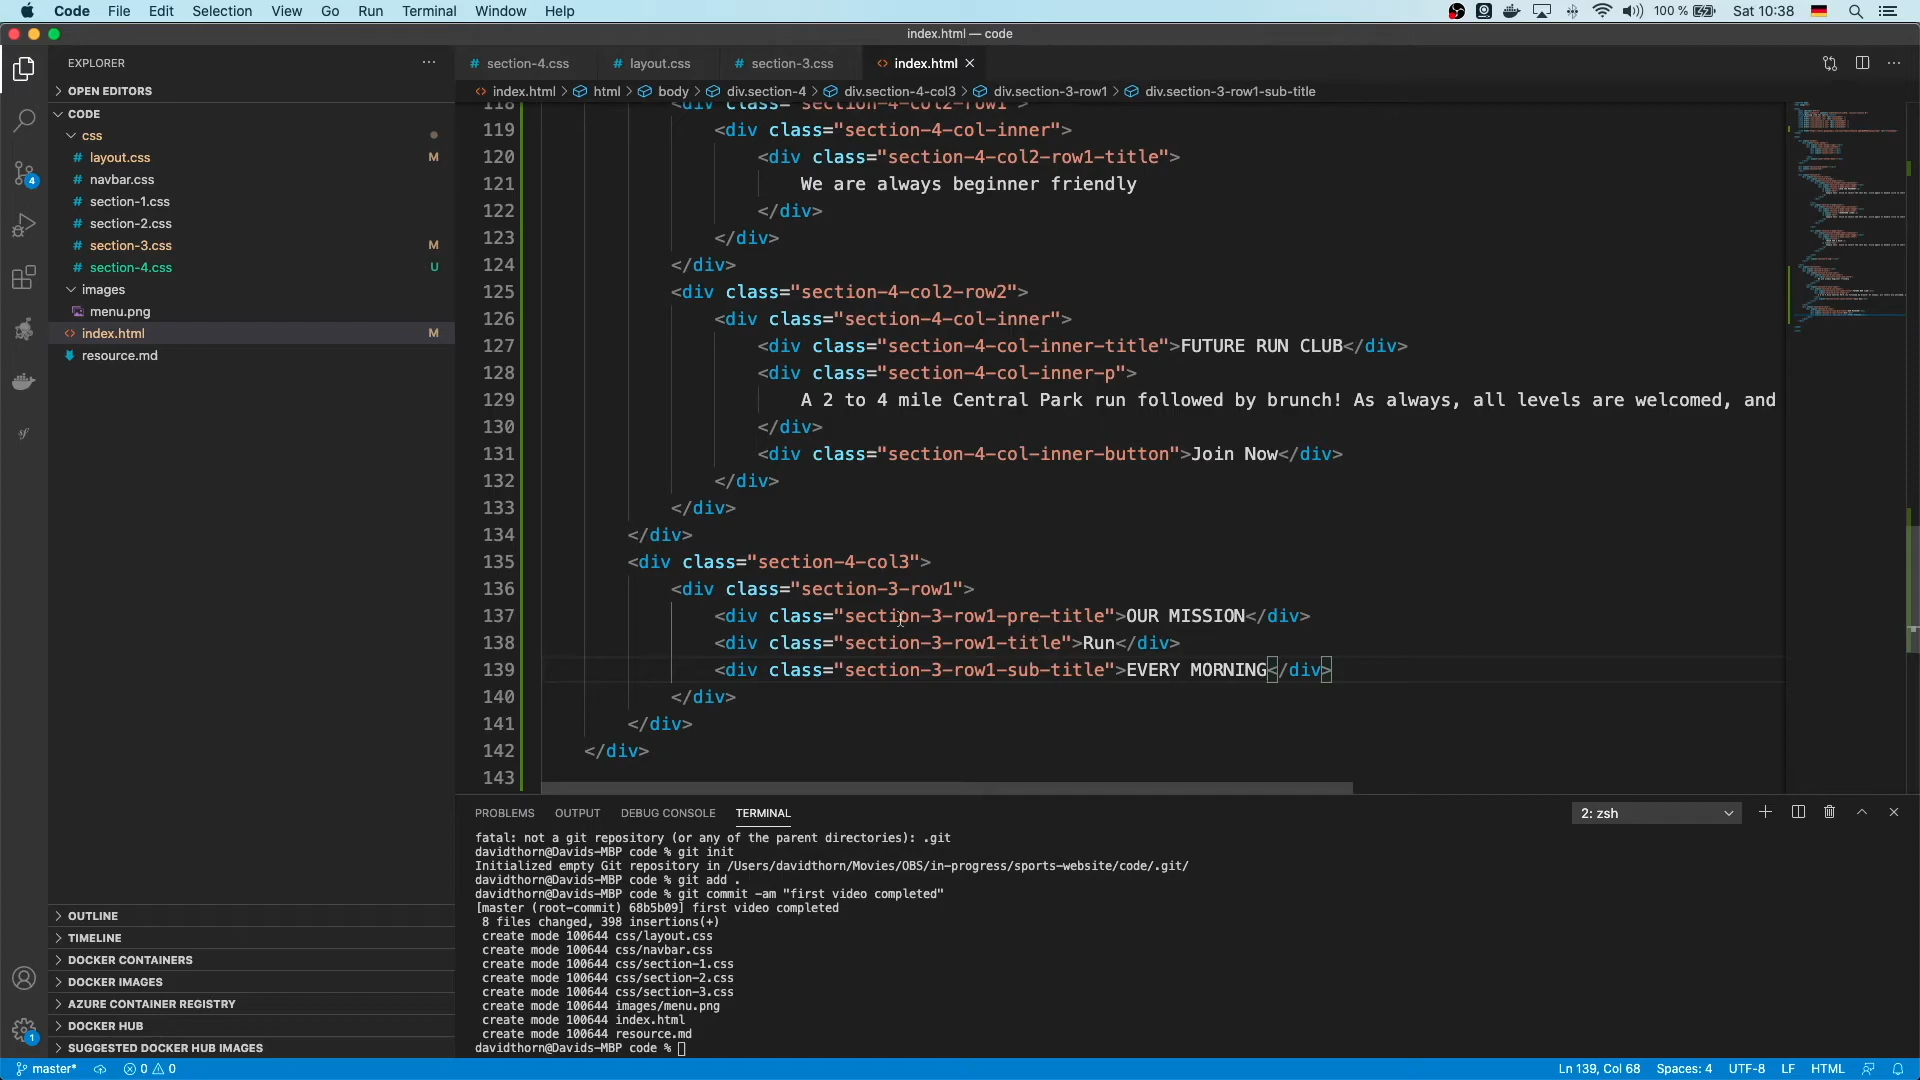 Code File Edit Selection View Go Run Terminal Window Help 100 % Sat 10:38
index.html — code
EXPLORER
section-4.css layout.css section-3.css index.html
OPEN EDITORS
index.html > html > body > div.section-4 > div.section-4-col3 > div.section-3-row1 > div.section-3-row1-sub-title
CODE
css
layout.css M
navbar.css
section-1.css
section-2.css
section-3.css M
section-4.css U
images
menu.png
index.html M
resource.md
118 <div class="section-4-col2-row1">
119 <div class="section-4-col-inner">
120 <div class="section-4-col2-row1-title">
121 We are always beginner friendly
122 </div>
123 </div>
124 </div>
125 <div class="section-4-col2-row2">
126 <div class="section-4-col-inner">
127 <div class="section-4-col-inner-title">FUTURE RUN CLUB</div>
128 <div class="section-4-col-inner-p">
129 A 2 to 4 mile Central Park run followed by brunch! As always, all levels are welcomed, and
130 </div>
131 <div class="section-4-col-inner-button">Join Now</div>
132 </div>
133 </div>
134 </div>
135 <div class="section-4-col3">
136 <div class="section-3-row1">
137 <div class="section-3-row1-pre-title">OUR MISSION</div>
138 <div class="section-3-row1-title">Run</div>
139 <div class="section-3-row1-sub-title">EVERY MORNING</div>
140 </div>
141 </div>
142 </div>
143
PROBLEMS OUTPUT DEBUG CONSOLE TERMINAL 2: zsh
fatal: not a git repository (or any of the parent directories): .git
davidthorn@Davids-MBP code % git init
Initialized empty Git repository in /Users/davidthorn/Movies/OBS/in-progress/sports-website/code/.git/
davidthorn@Davids-MBP code % git add .
davidthorn@Davids-MBP code % git commit -am "first video completed"
[master (root-commit) 68b5b09] first video completed
8 files changed, 398 insertions(+)
create mode 100644 css/layout.css
create mode 100644 css/navbar.css
create mode 100644 css/section-1.css
create mode 100644 css/section-2.css
create mode 100644 css/section-3.css
create mode 100644 images/menu.png
create mode 100644 index.html
create mode 100644 resource.md
davidthorn@Davids-MBP code %
OUTLINE
TIMELINE
DOCKER CONTAINERS
DOCKER IMAGES
AZURE CONTAINER REGISTRY
DOCKER HUB
SUGGESTED DOCKER HUB IMAGES
4
1
master* 0 0 Ln 139, Col 68 Spaces: 4 UTF-8 LF HTML